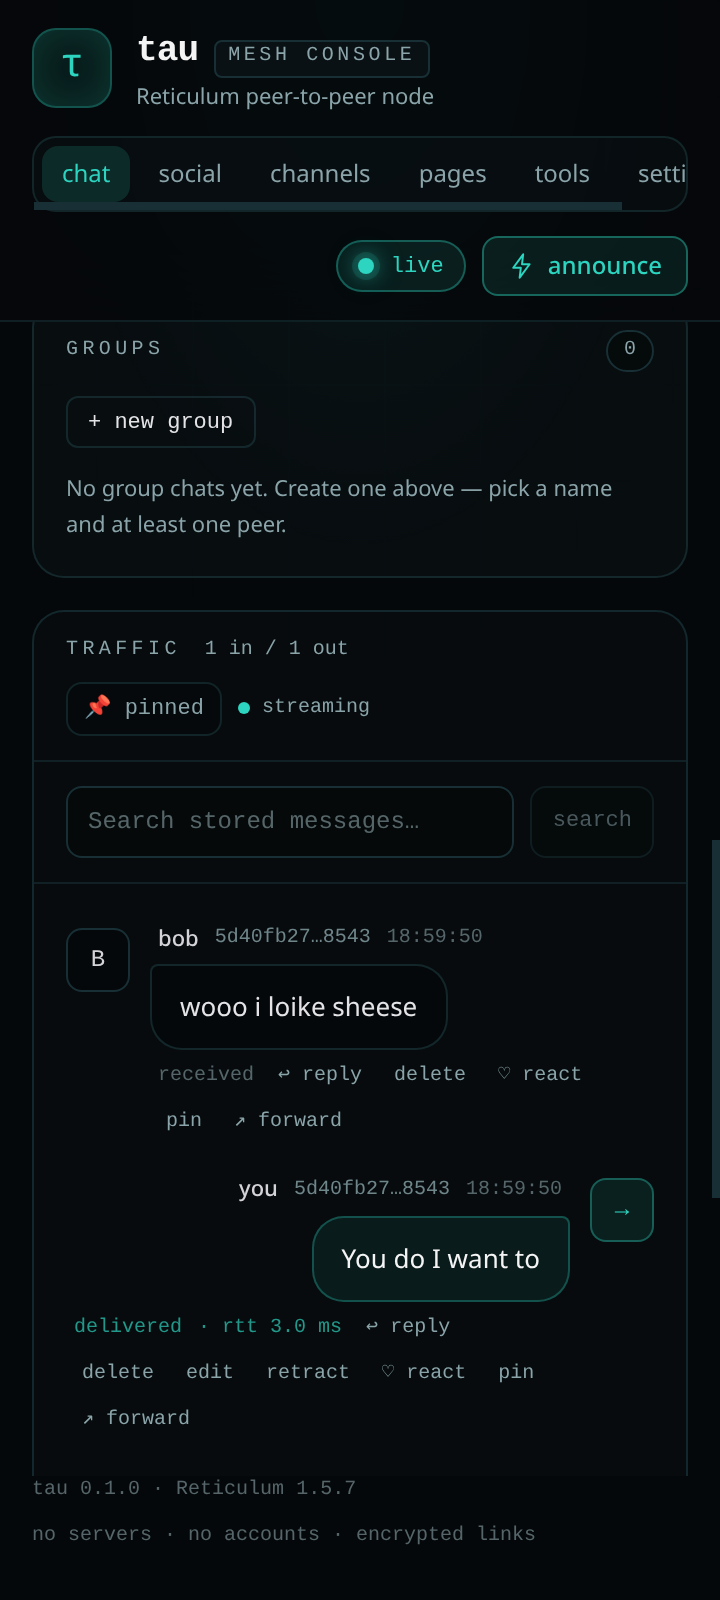 τ
tau MESH CONSOLE
Reticulum peer-to-peer node
chat social channels pages tools setti
live announce
GROUPS 0
+ new group
No group chats yet. Create one above — pick a name
and at least one peer.
TRAFFIC 1 in / 1 out
📌 pinned streaming
Search stored messages… search
B
bob 5d40fb27…8543 18:59:50
wooo i loike sheese
received ↩ reply delete ♡ react
pin ↗ forward
you 5d40fb27…8543 18:59:50 →
You do I want to
delivered · rtt 3.0 ms ↩ reply
delete edit retract ♡ react pin
↗ forward
tau 0.1.0 · Reticulum 1.5.7
no servers · no accounts · encrypted links